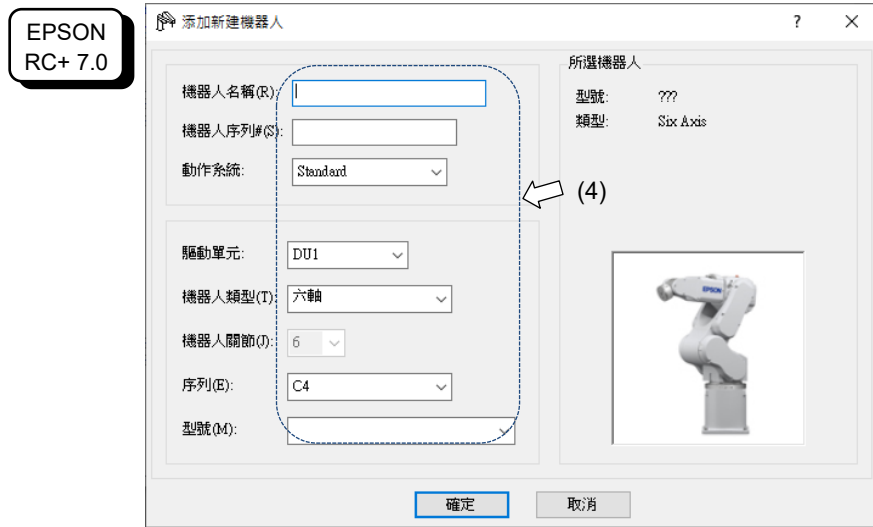 EPSON
RC+ 7.0
添加新建機器人
機器人名稱(R):
機器人序列#(S):
動作系統: Standard
(4)
驅動單元: DU1
機器人類型(T) 六軸
機器人關節(J): 6
序列(E): C4
型號(M):
所選機器人
型號: ???
類型: Six Axis
EPSON
確定 取消